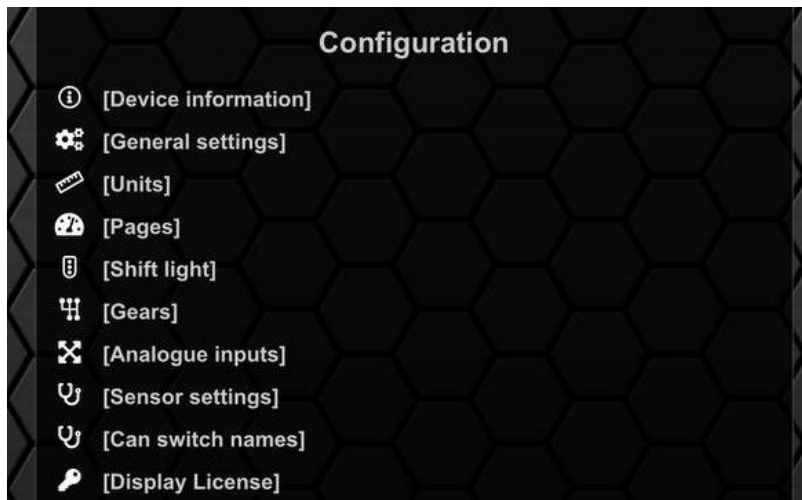 Configuration
[Device information]
[General settings]
[Units]
[Pages]
[Shift light]
[Gears]
[Analogue inputs]
[Sensor settings]
[Can switch names]
[Display License]